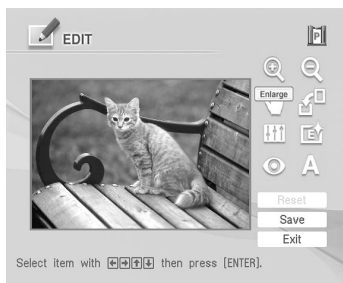 EDIT
P
Enlarge
E
A
Reset
Save
Exit
Select item with ←→↑↓ then press [ENTER].